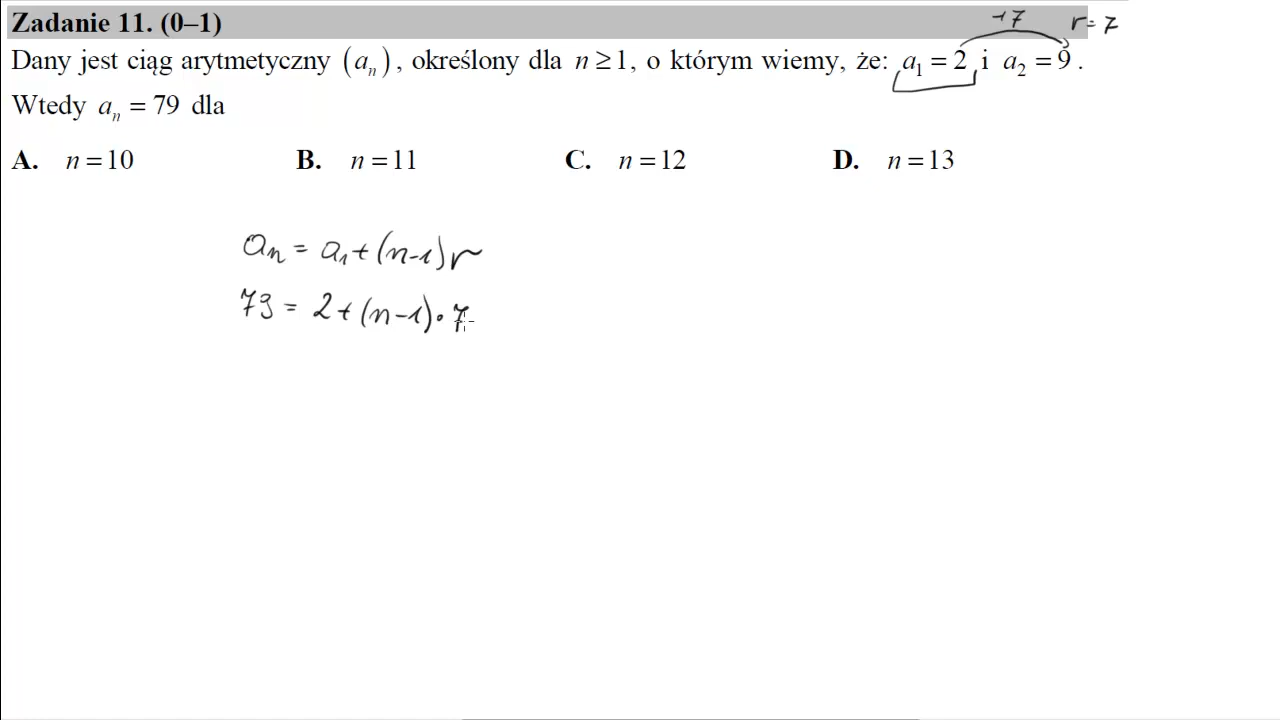 Zadanie 11. (0–1)
+7 r=7
Dany jest ciąg arytmetyczny (aₙ), określony dla n ≥ 1, o którym wiemy, że: a₁ = 2 i a₂ = 9.
Wtedy aₙ = 79 dla
A. n = 10 B. n = 11 C. n = 12 D. n = 13
aₙ = a₁ + (n-1) r
79 = 2 + (n-1) · 7